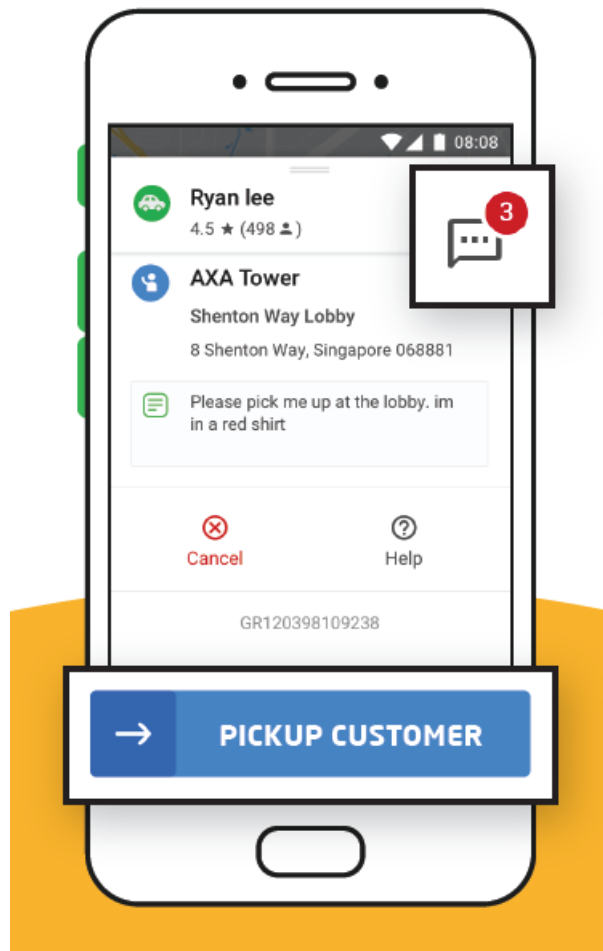 08:08
Ryan lee
3
4.5 ★ (498)
AXA Tower
Shenton Way Lobby
8 Shenton Way, Singapore 068881
Please pick me up at the lobby. im
in a red shirt
Cancel
Help
GR120398109238
PICKUP CUSTOMER